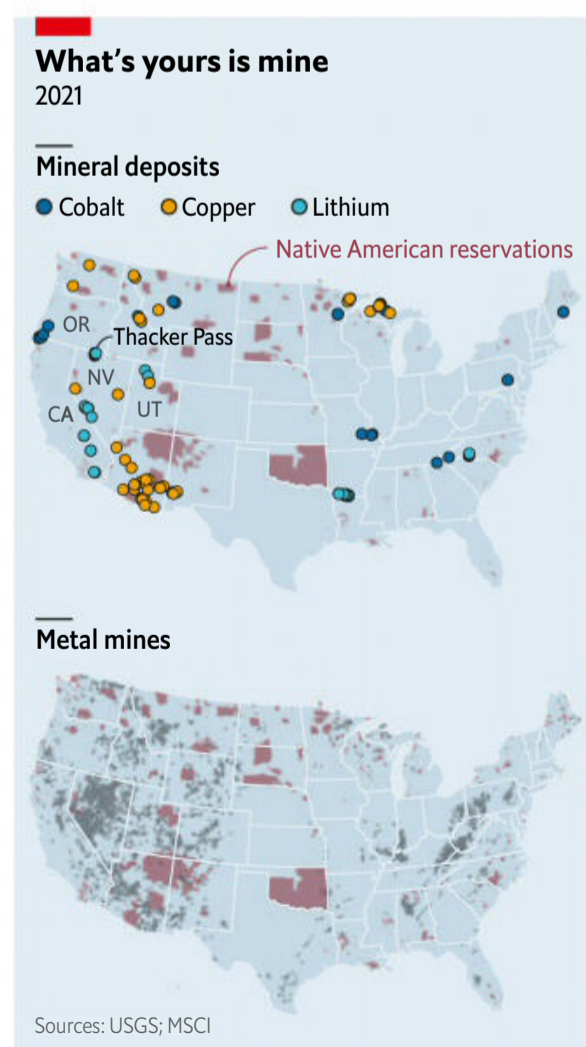 What's yours is mine
2021
Mineral deposits
Cobalt Copper Lithium
Native American reservations
OR
Thacker Pass
NV
UT
CA
Metal mines
Sources: USGS; MSCI